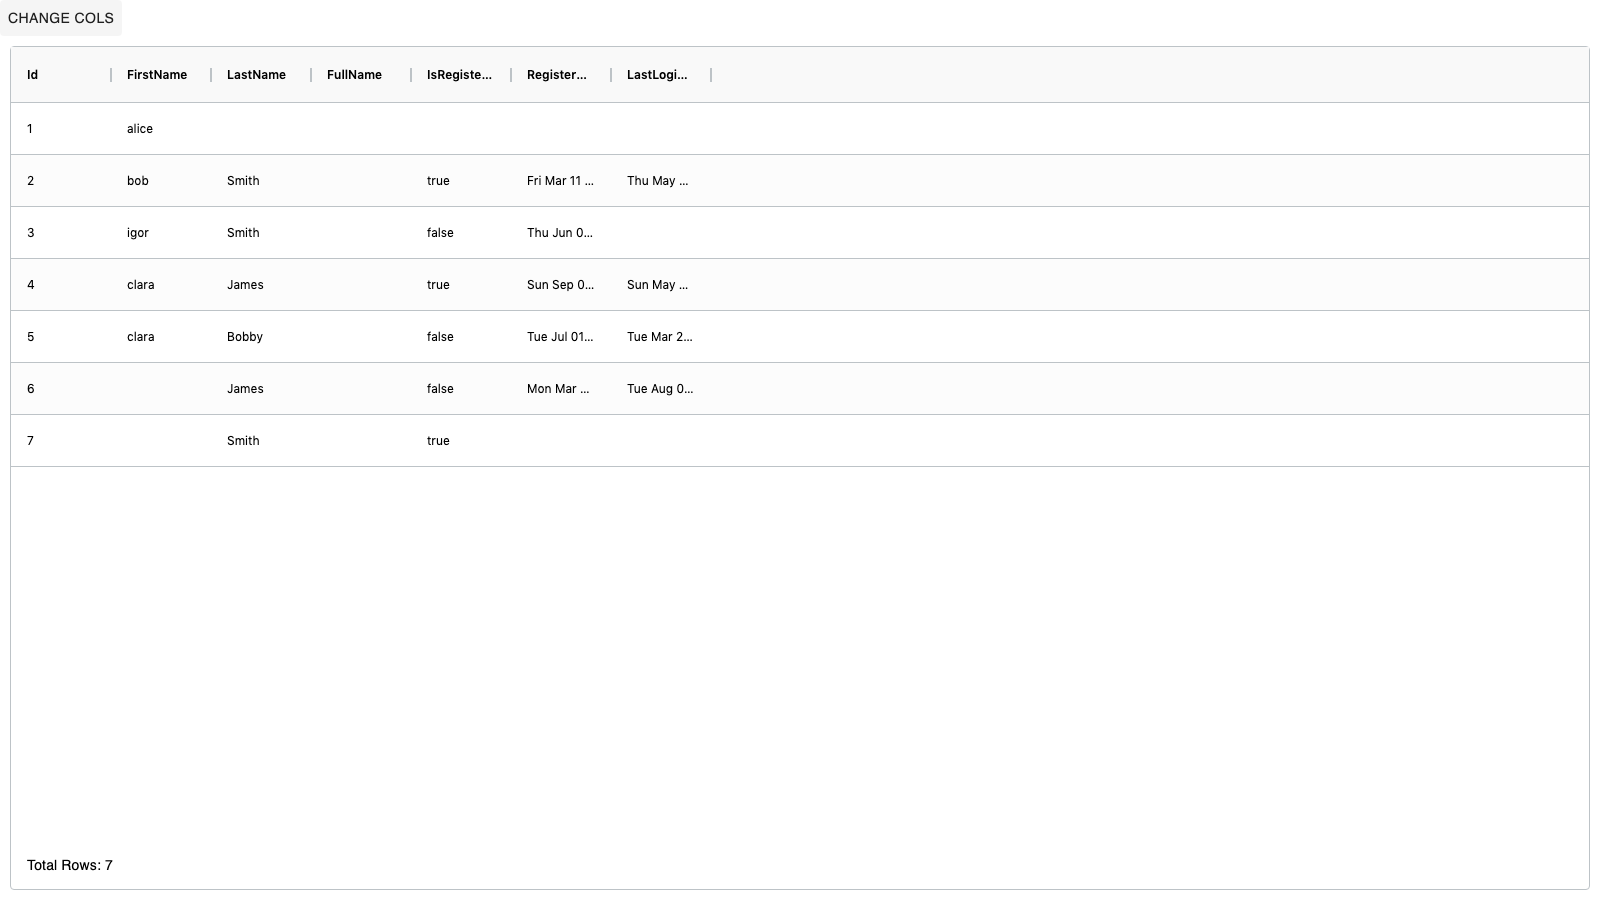 CHANGE COLS
Id FirstName LastName FullName IsRegiste... Register... LastLogi...
1 alice
2 bob Smith true Fri Mar 11 ... Thu May ...
3 igor Smith false Thu Jun 0...
4 clara James true Sun Sep 0... Sun May ...
5 clara Bobby false Tue Jul 01... Tue Mar 2...
6 James false Mon Mar ... Tue Aug 0...
7 Smith true
Total Rows: 7